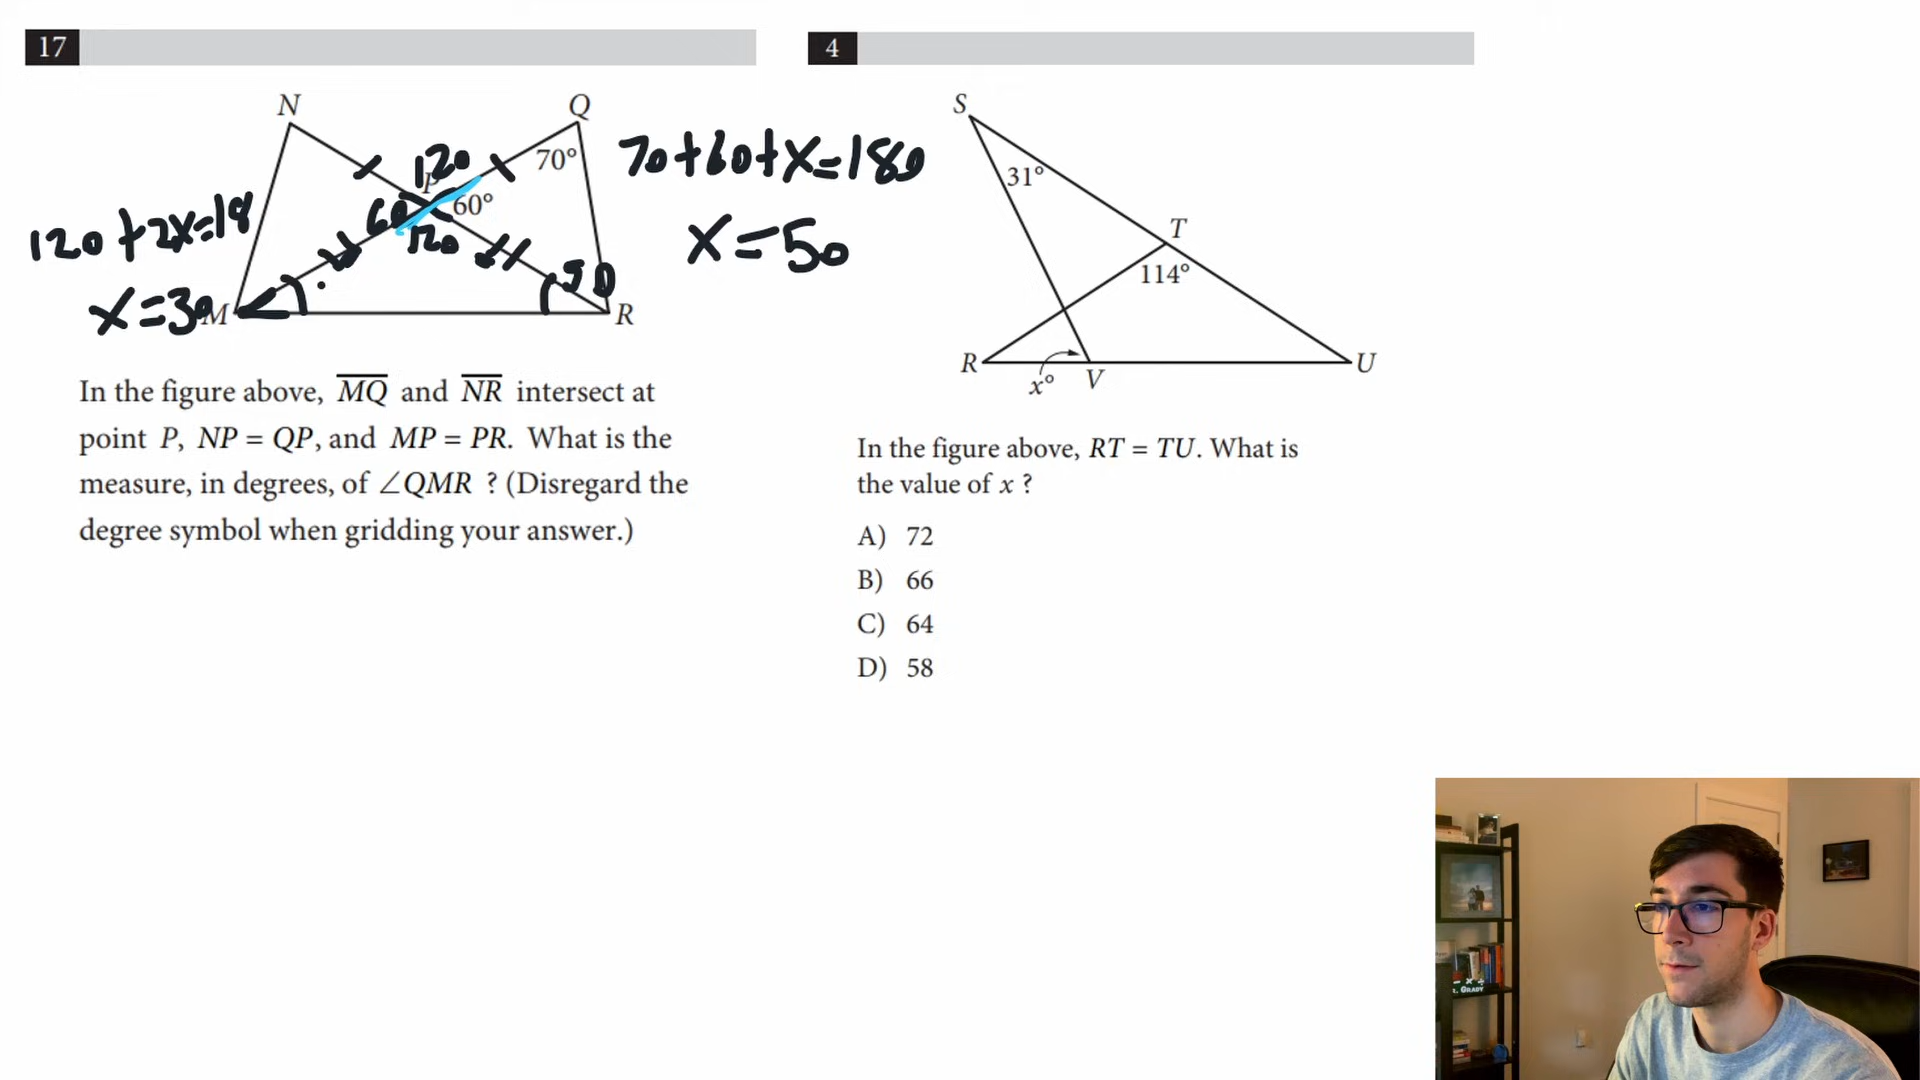 17
N
Q
120
70°
P
60°
60
120
50
M
R
120+2x=18
x=30
70+60+x=180
x=50
In the figure above, MQ and NR intersect at
point P, NP = QP, and MP = PR. What is the
measure, in degrees, of ∠QMR ? (Disregard the
degree symbol when gridding your answer.)
4
S
31°
T
114°
R
x°
V
U
In the figure above, RT = TU. What is
the value of x ?
A) 72
B) 66
C) 64
D) 58